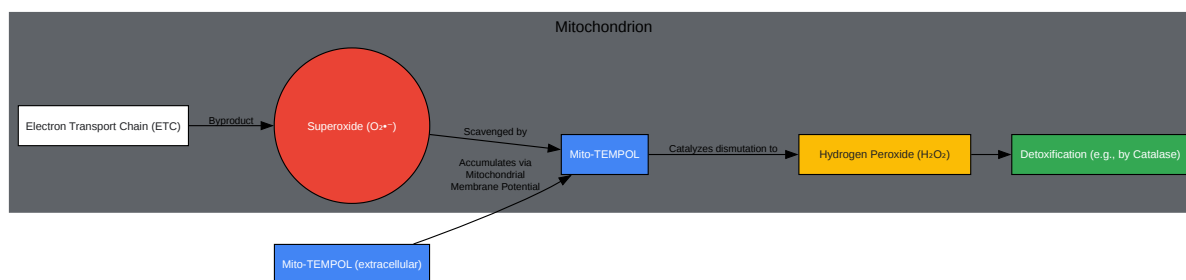 Mitochondrion
Electron Transport Chain (ETC)
Byproduct
Superoxide (O₂•⁻)
Scavenged by
Accumulates via
Mitochondrial
Membrane Potential
Mito-TEMPOL
Catalyzes dismutation to
Hydrogen Peroxide (H₂O₂)
Detoxification (e.g., by Catalase)
Mito-TEMPOL (extracellular)